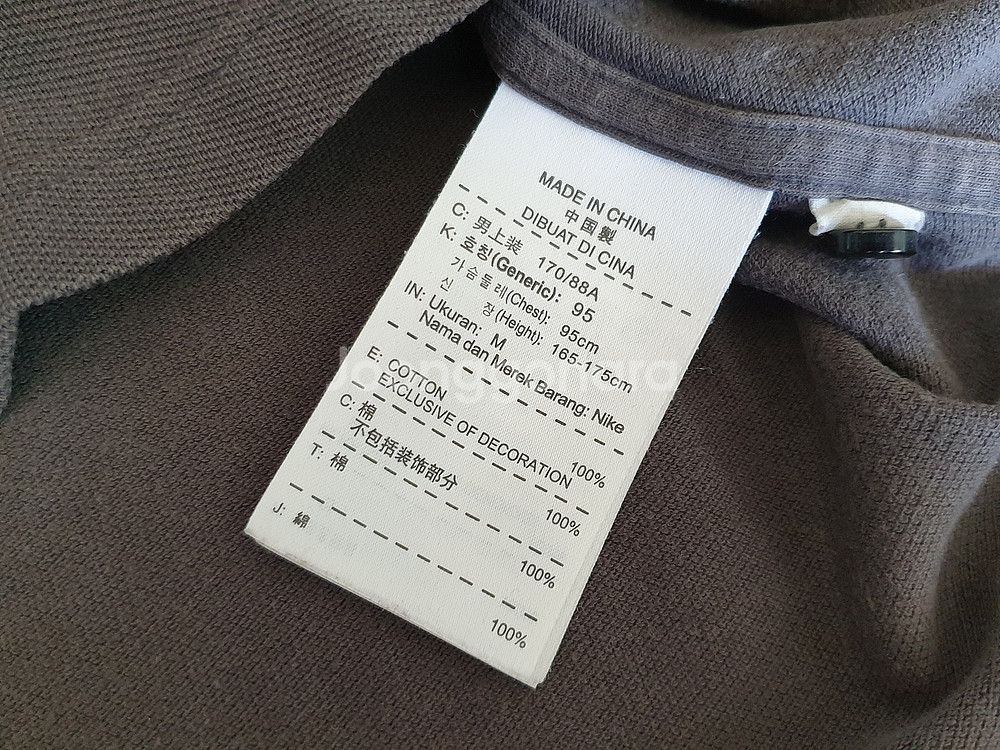 MADE IN CHINA
中国製
DIBUAT DI CINA
C: 男上装 170/88A
K: 호칭(Generic): 95
가슴둘레(Chest): 95cm
신 장(Height): 165-175cm
IN: Ukuran: M
Nama dan Merek Barang: Nike
E: COTTON 100%
EXCLUSIVE OF DECORATION
C: 棉 100%
不包括装饰部分
T: 棉 100%
J: 綿 100%
Joonggonara